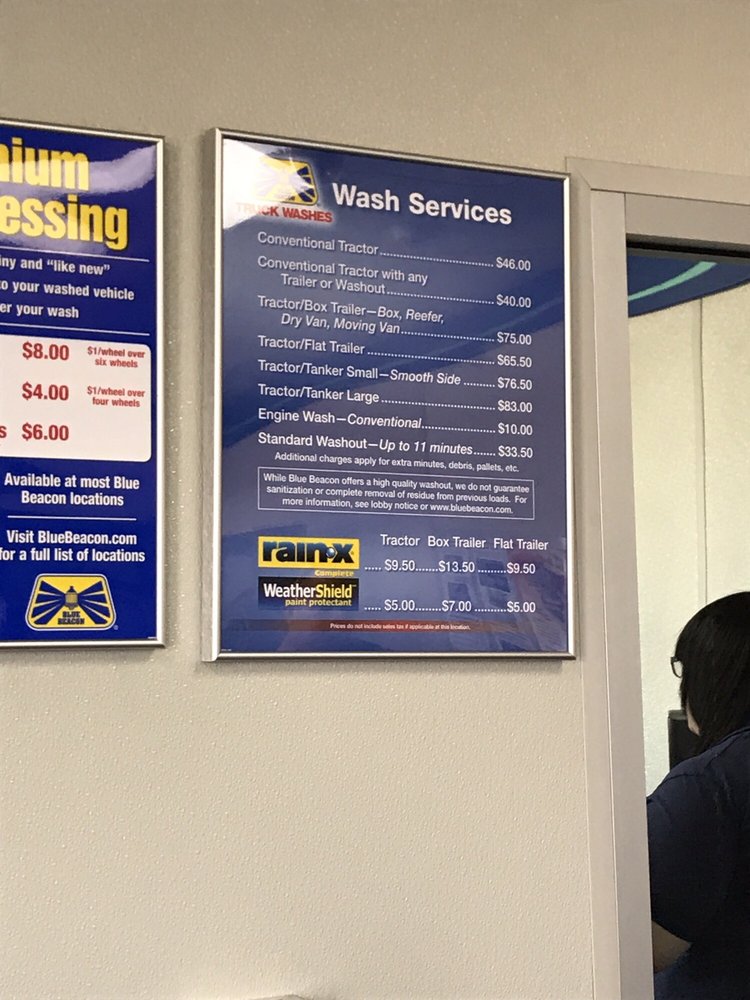 nium
essing
iny and "like new"
o your washed vehicle
er your wash
$8.00 $1/wheel over
six wheels
$4.00 $1/wheel over
four wheels
s $6.00
Available at most Blue
Beacon locations
Visit BlueBeacon.com
for a full list of locations
BLUE
BEACON
TRUCK WASHES
Wash Services
Conventional Tractor.......................... $46.00
Conventional Tractor with any
Trailer or Washout......................... $40.00
Tractor/Box Trailer—Box, Reefer,
Dry Van, Moving Van...................... $75.00
Tractor/Flat Trailer ............................. $65.50
Tractor/Tanker Small—Smooth Side ........ $76.50
Tractor/Tanker Large.......................... $83.00
Engine Wash—Conventional.................. $10.00
Standard Washout—Up to 11 minutes...... $33.50
Additional charges apply for extra minutes, debris, pallets, etc.
While Blue Beacon offers a high quality washout, we do not guarantee
sanitization or complete removal of residue from previous loads. For
more information, see lobby notice or www.bluebeacon.com.
Tractor Box Trailer Flat Trailer
rain-x
Complete
..... $9.50......$13.50 ........$9.50
WeatherShield™
paint protectant
..... $5.00.......$7.00 .........$5.00
Prices do not include sales tax if applicable at this location.